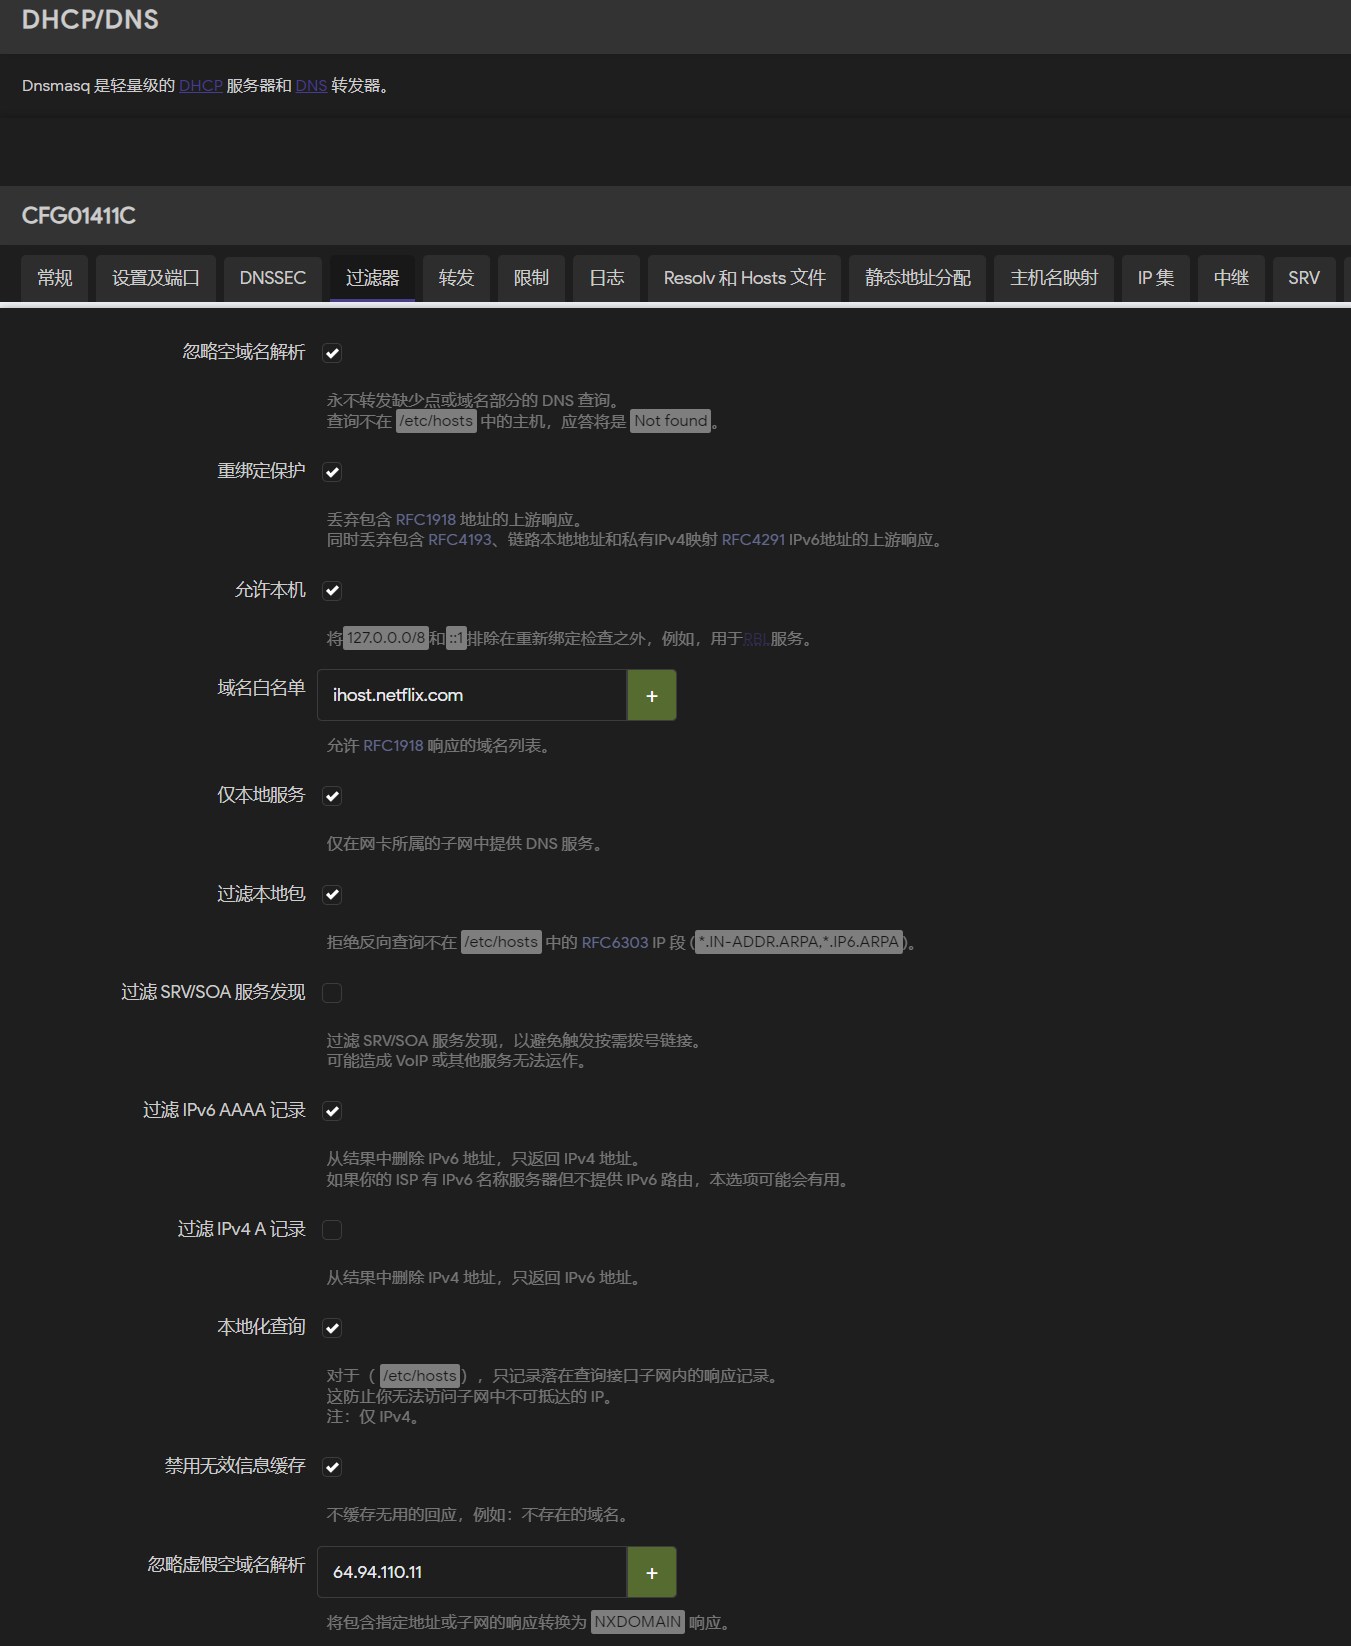 DHCP/DNS
Dnsmasq 是轻量级的 DHCP 服务器和 DNS 转发器。
CFG01411C
常规 设置及端口 DNSSEC 过滤器 转发 限制 日志 Resolv 和 Hosts 文件 静态地址分配 主机名映射 IP 集 中继 SRV
忽略空域名解析
永不转发缺少点或域名部分的 DNS 查询。
查询不在 /etc/hosts 中的主机，应答将是 Not found。
重绑定保护
丢弃包含 RFC1918 地址的上游响应。
同时丢弃包含 RFC4193、链路本地地址和私有IPv4映射 RFC4291 IPv6地址的上游响应。
允许本机
将127.0.0.0/8和::1排除在重新绑定检查之外，例如，用于RBL服务。
域名白名单
ihost.netflix.com +
允许 RFC1918 响应的域名列表。
仅本地服务
仅在网卡所属的子网中提供 DNS 服务。
过滤本地包
拒绝反向查询不在 /etc/hosts 中的 RFC6303 IP 段 (*.IN-ADDR.ARPA,*.IP6.ARPA)。
过滤 SRV/SOA 服务发现
过滤 SRV/SOA 服务发现，以避免触发按需拨号链接。
可能造成 VoIP 或其他服务无法运作。
过滤 IPv6 AAAA 记录
从结果中删除 IPv6 地址，只返回 IPv4 地址。
如果你的 ISP 有 IPv6 名称服务器但不提供 IPv6 路由，本选项可能会有用。
过滤 IPv4 A 记录
从结果中删除 IPv4 地址，只返回 IPv6 地址。
本地化查询
对于（ /etc/hosts），只记录落在查询接口子网内的响应记录。
这防止你无法访问子网中不可抵达的 IP。
注：仅 IPv4。
禁用无效信息缓存
不缓存无用的回应，例如：不存在的域名。
忽略虚假空域名解析
64.94.110.11 +
将包含指定地址或子网的响应转换为 NXDOMAIN 响应。